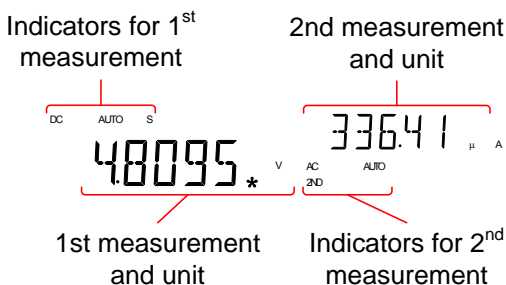 Indicators for 1st
measurement
2nd measurement
and unit
DC AUTO S
336.41 μ A
4.8095* V
AC AUTO
2ND
1st measurement
and unit
Indicators for 2nd
measurement